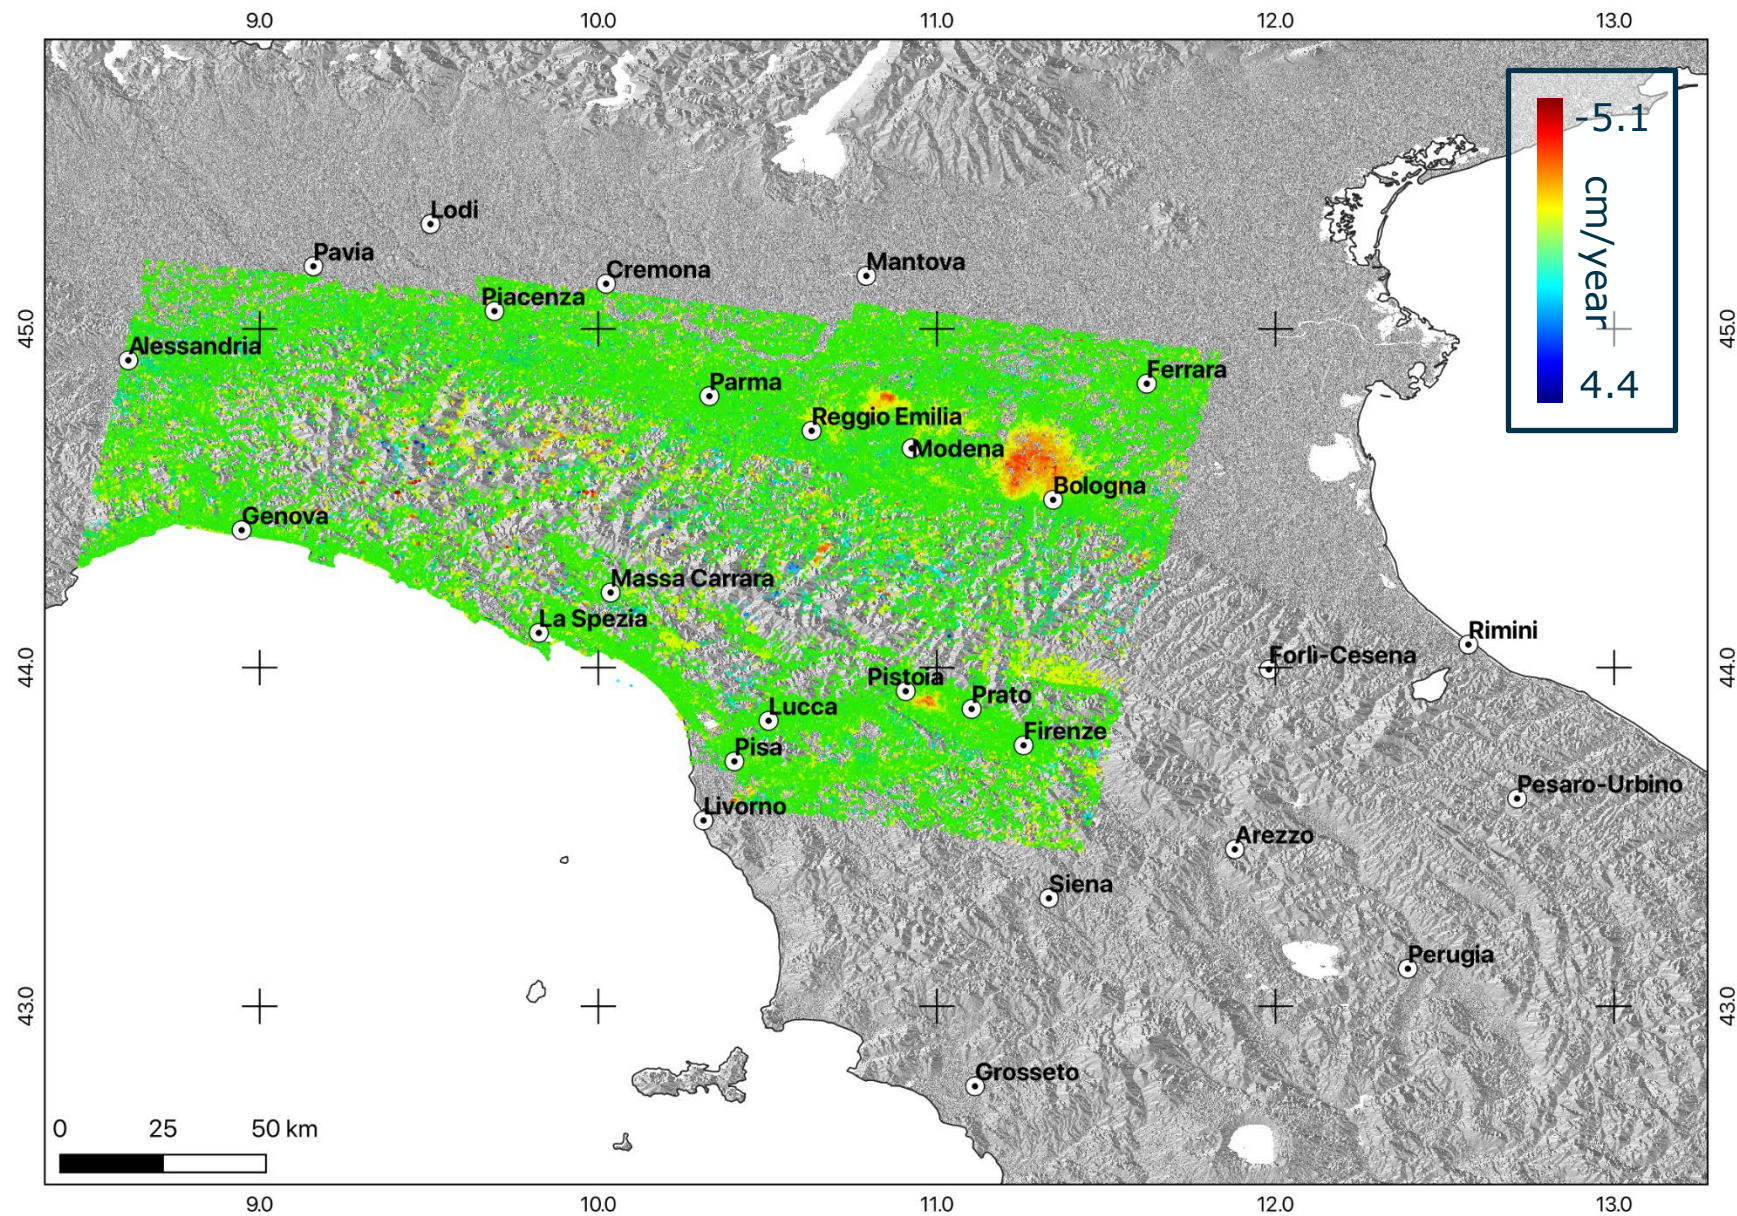 9.0 10.0 11.0 12.0 13.0
-5.1
cm/year
4.4
Lodi
Pavia
Cremona
Mantova
Piacenza
45.0 45.0
Alessandria
Parma
Ferrara
Reggio Emilia
Modena
Bologna
Genova
Massa Carrara
La Spezia
Rimini
Forlì-Cesena
44.0 44.0
Pistoia
Prato
Lucca
Firenze
Pisa
Pesaro-Urbino
Livorno
Arezzo
Siena
Perugia
43.0 43.0
Grosseto
0 25 50 km
9.0 10.0 11.0 12.0 13.0